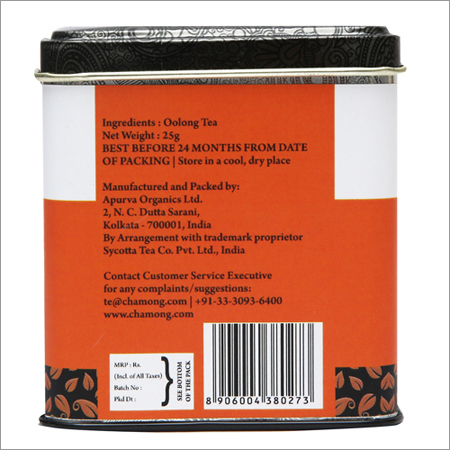 Ingredients : Oolong Tea
Net Weight : 25g
BEST BEFORE 24 MONTHS FROM DATE
OF PACKING | Store in a cool, dry place
Manufactured and Packed by:
Apurva Organics Ltd.
2, N. C. Dutta Sarani,
Kolkata - 700001, India
By Arrangement with trademark proprietor
Sycotta Tea Co. Pvt. Ltd., India
Contact Customer Service Executive
for any complaints/suggestions:
te@chamong.com | +91-33-3093-6400
www.chamong.com
MRP : Rs.
(Incl. of All Taxes)
Batch No :
Pkd Dt :
SEE BOTTOM
OF THE PACK
8 906004 380273